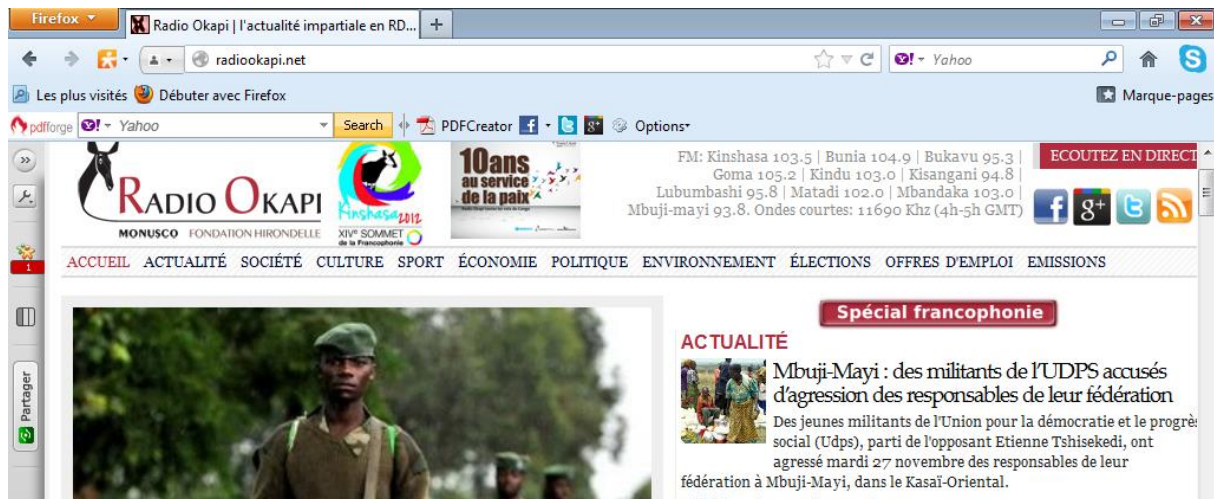 Firefox
Radio Okapi | l'actualité impartiale en RD...
radiookapi.net
Yahoo
Les plus visités
Débuter avec Firefox
Marque-pages
pdfforge
Yahoo
Search
PDFCreator
Options
RADIO OKAPI
MONUSCO FONDATION HIRONDELLE
Kinshasa 2012
XIVe SOMMET
de la Francophonie
10ans
au service
de la paix
FM: Kinshasa 103.5 | Bunia 104.9 | Bukavu 95.3 |
Goma 105.2 | Kindu 103.0 | Kisangani 94.8 |
Lubumbashi 95.8 | Matadi 102.0 | Mbandaka 103.0 |
Mbuji-mayi 93.8. Ondes courtes: 11690 Khz (4h-5h GMT)
ECOUTEZ EN DIRECT
ACCUEIL ACTUALITÉ SOCIÉTÉ CULTURE SPORT ÉCONOMIE POLITIQUE ENVIRONNEMENT ÉLECTIONS OFFRES D'EMPLOI EMISSIONS
1
Partager
Spécial francophonie
ACTUALITÉ
Mbuji-Mayi : des militants de l'UDPS accusés
d'agression des responsables de leur fédération
Des jeunes militants de l'Union pour la démocratie et le progrès
social (Udps), parti de l'opposant Etienne Tshisekedi, ont
agressé mardi 27 novembre des responsables de leur
fédération à Mbuji-Mayi, dans le Kasaï-Oriental.